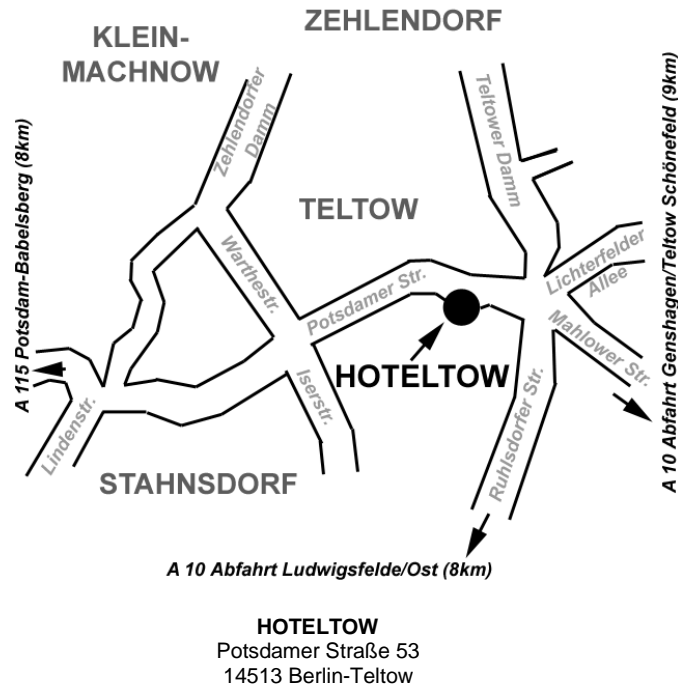 ZEHLENDORF
KLEIN-
MACHNOW
Zehlendorfer
Damm
Teltower Damm
A 115 Potsdam-Babelsberg (8km)
A 10 Abfahrt Genshagen/Teltow Schönefeld (9km)
TELTOW
Warthestr.
Potsdamer Str.
Lichterfelder
Allee
Mahlower Str.
HOTELTOW
Iserstr.
Lindenstr.
Ruhlsdorfer Str.
STAHNSDORF
A 10 Abfahrt Ludwigsfelde/Ost (8km)
HOTELTOW
Potsdamer Straße 53
14513 Berlin-Teltow